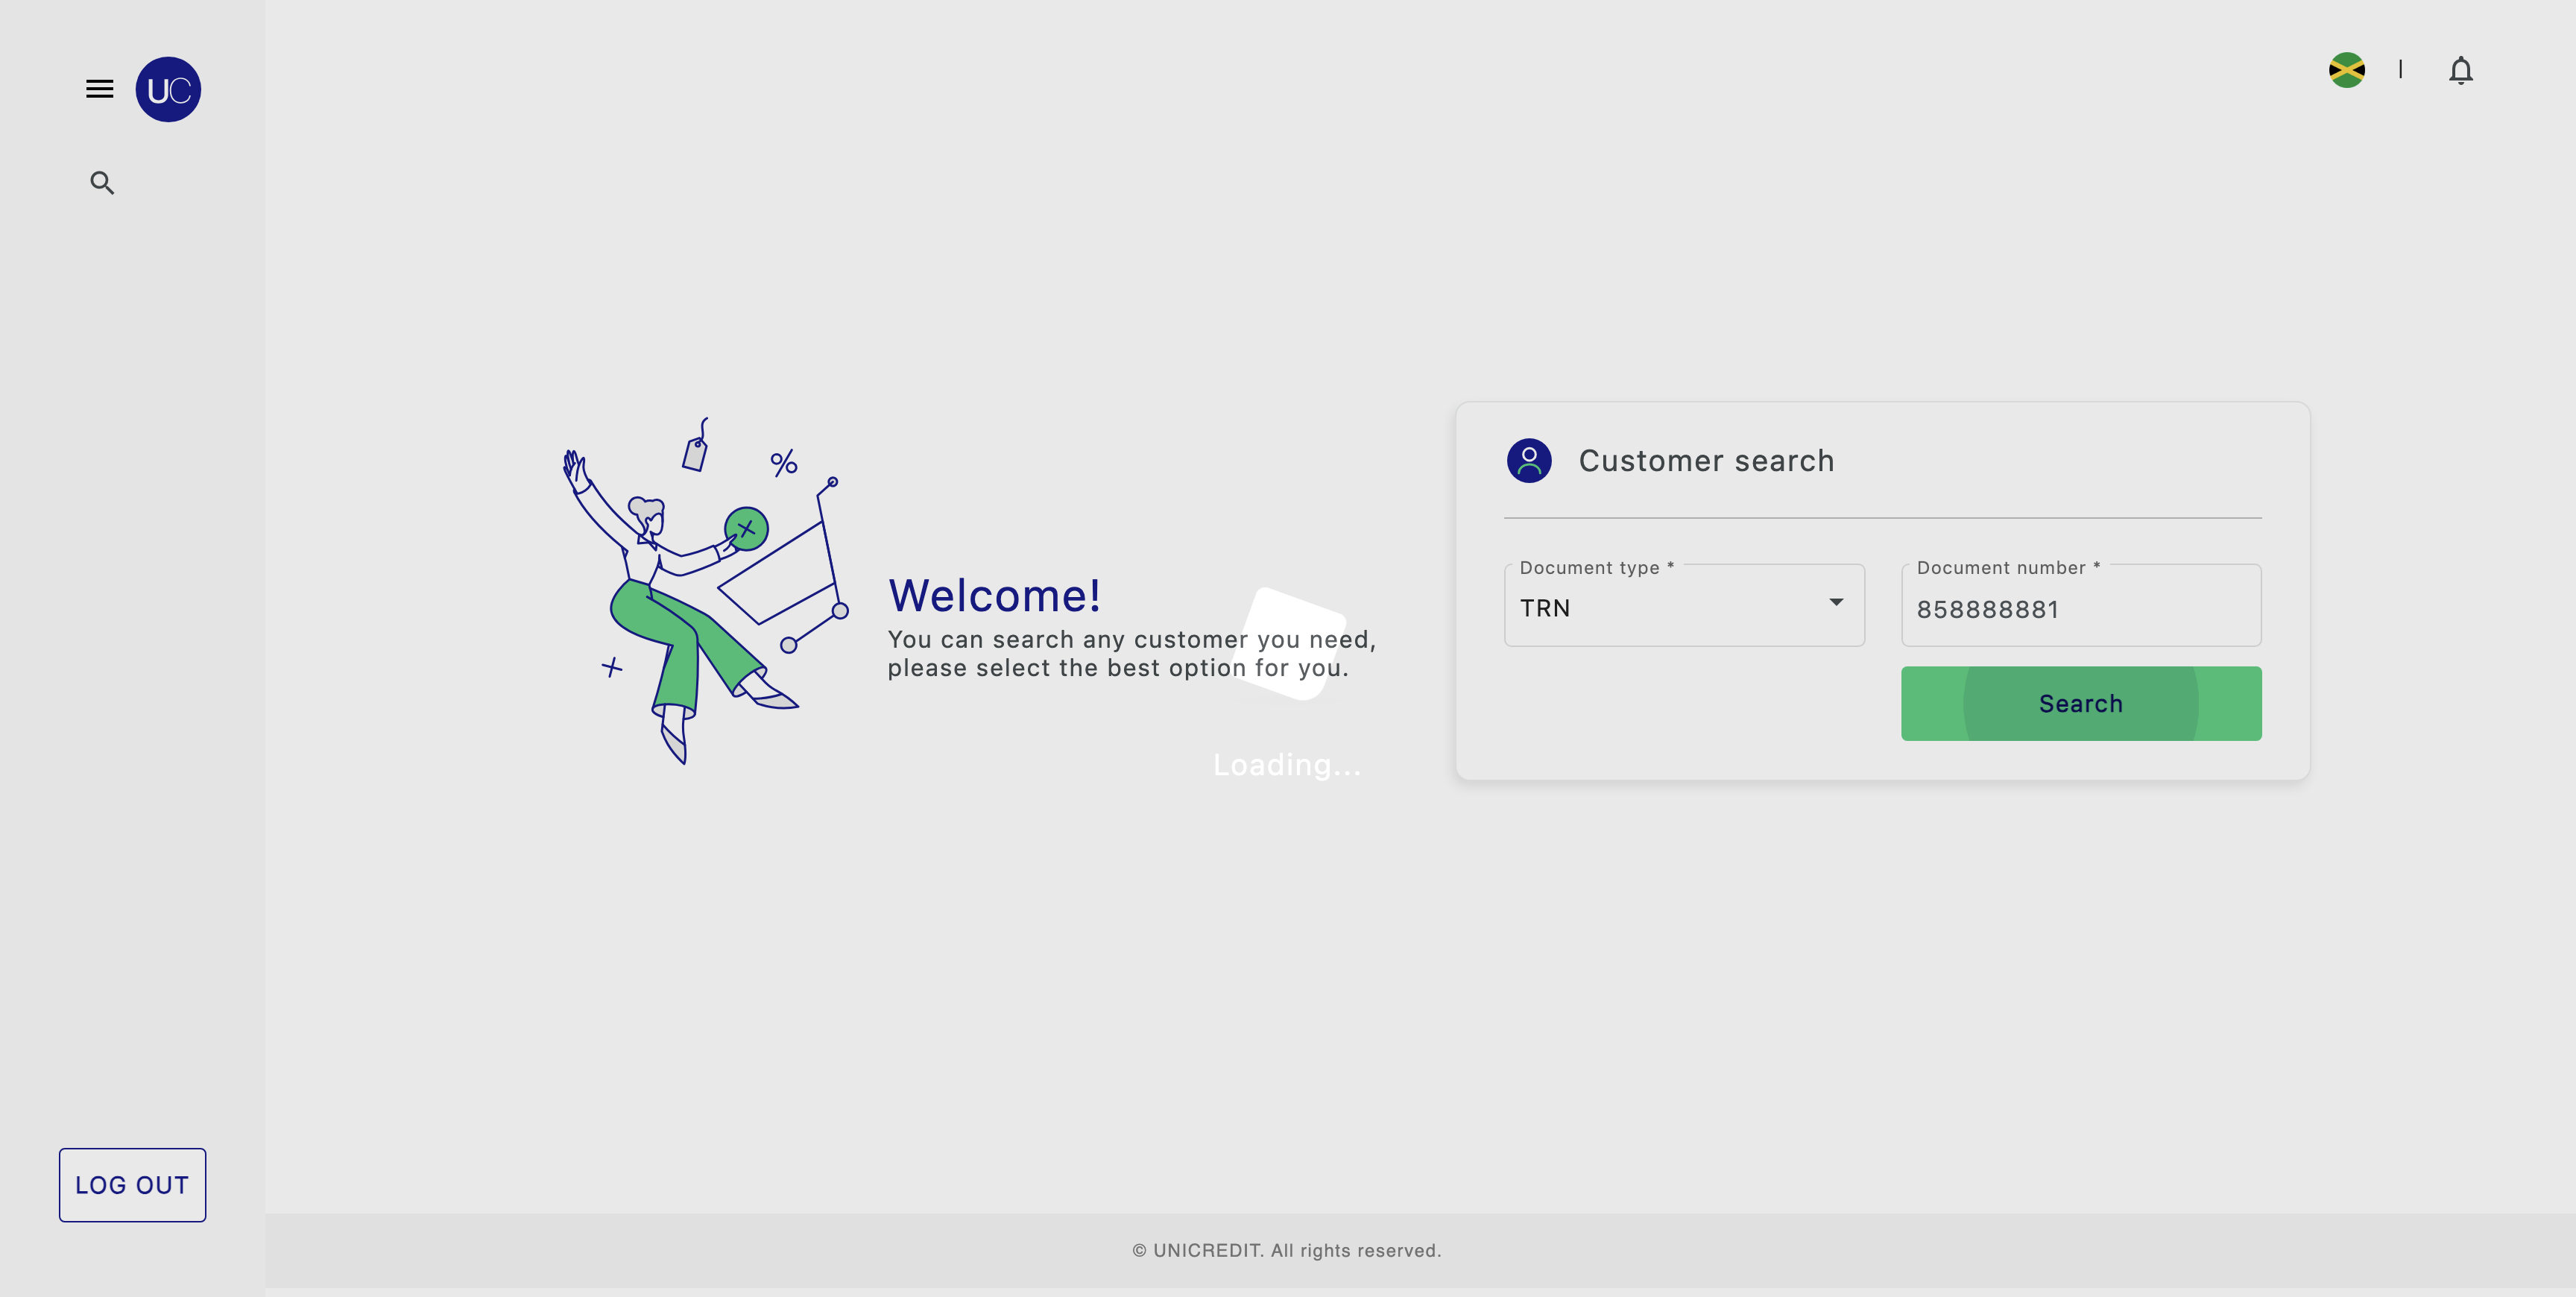 UC
Welcome!
You can search any customer you need,
please select the best option for you.
Loading...
Customer search
Document type *
TRN
Document number *
858888881
Search
LOG OUT
© UNICREDIT. All rights reserved.